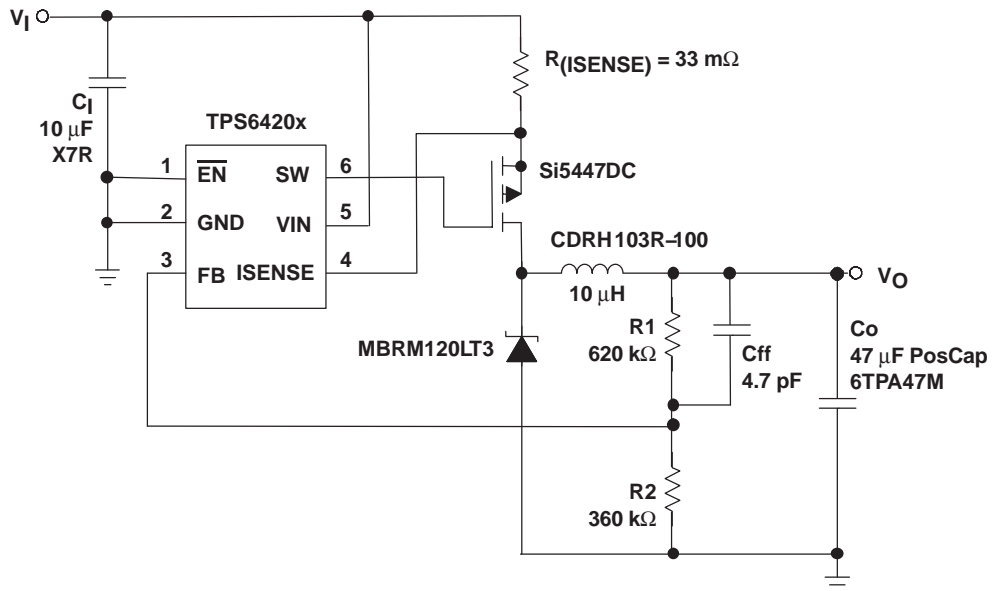 VI
R(ISENSE) = 33 mΩ
CI
10 μF
X7R
TPS6420x
1
EN
SW
6
2
GND
VIN
5
3
FB
ISENSE
4
Si5447DC
CDRH103R–100
10 μH
VO
MBRM120LT3
R1
620 kΩ
Cff
4.7 pF
Co
47 μF PosCap
6TPA47M
R2
360 kΩ